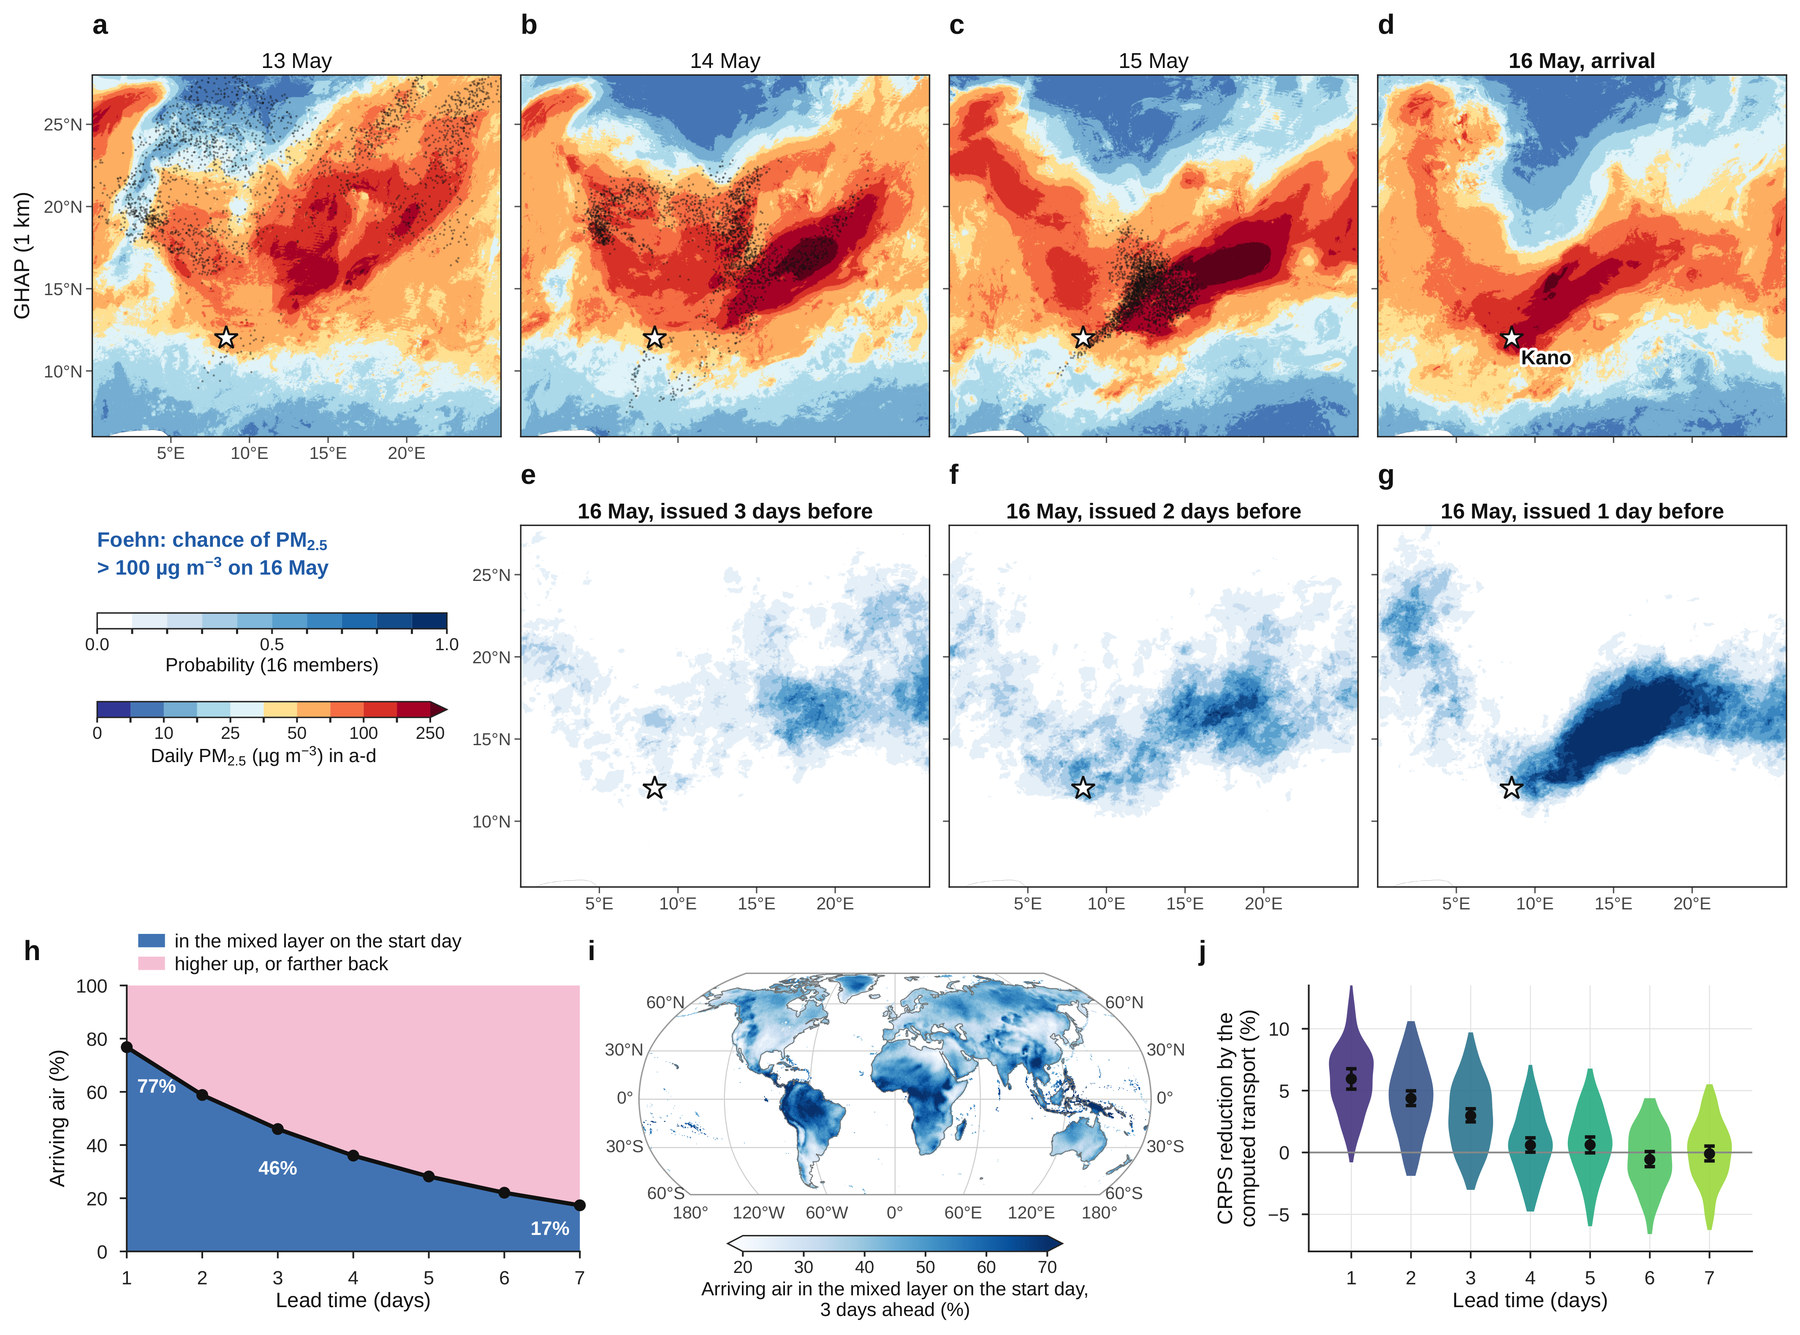 a
b
c
d
13 May
14 May
15 May
16 May, arrival
GHAP (1 km)
25°N
20°N
15°N
10°N
5°E
10°E
15°E
20°E
Kano
e
f
g
16 May, issued 3 days before
16 May, issued 2 days before
16 May, issued 1 day before
Foehn: chance of PM2.5
> 100 µg m−3 on 16 May
0.0
0.5
1.0
Probability (16 members)
0
10
25
50
100
250
Daily PM2.5 (µg m−3) in a-d
25°N
20°N
15°N
10°N
5°E
10°E
15°E
20°E
5°E
10°E
15°E
20°E
5°E
10°E
15°E
20°E
h
in the mixed layer on the start day
higher up, or farther back
Arriving air (%)
100
80
60
40
20
0
77%
46%
17%
1
2
3
4
5
6
7
Lead time (days)
i
60°N
60°N
30°N
30°N
0°
0°
30°S
30°S
60°S
60°S
180°
120°W
60°W
0°
60°E
120°E
180°
20
30
40
50
60
70
Arriving air in the mixed layer on the start day,
3 days ahead (%)
j
CRPS reduction by the
computed transport (%)
10
5
0
−5
1
2
3
4
5
6
7
Lead time (days)